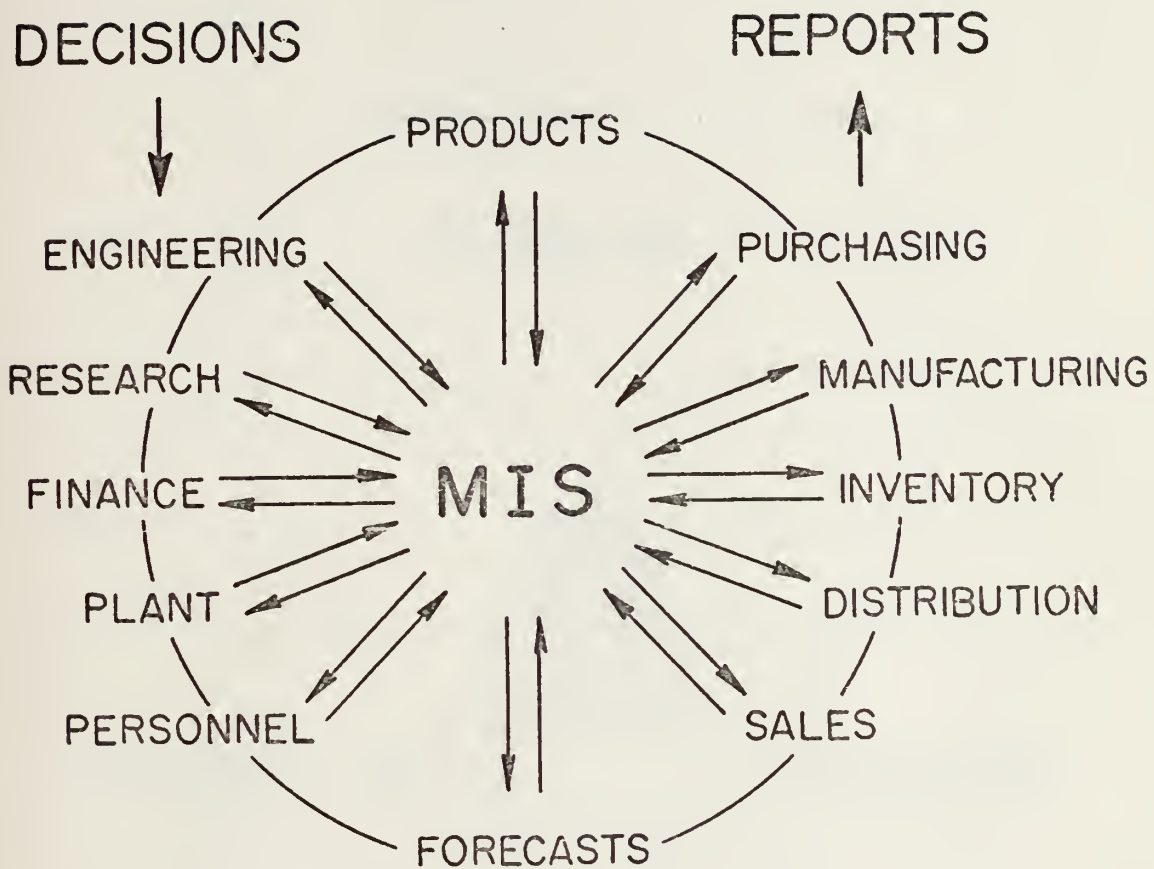 DECISIONS
REPORTS
PRODUCTS
ENGINEERING
PURCHASING
RESEARCH
MANUFACTURING
FINANCE
MIS
INVENTORY
PLANT
DISTRIBUTION
PERSONNEL
SALES
FORECASTS